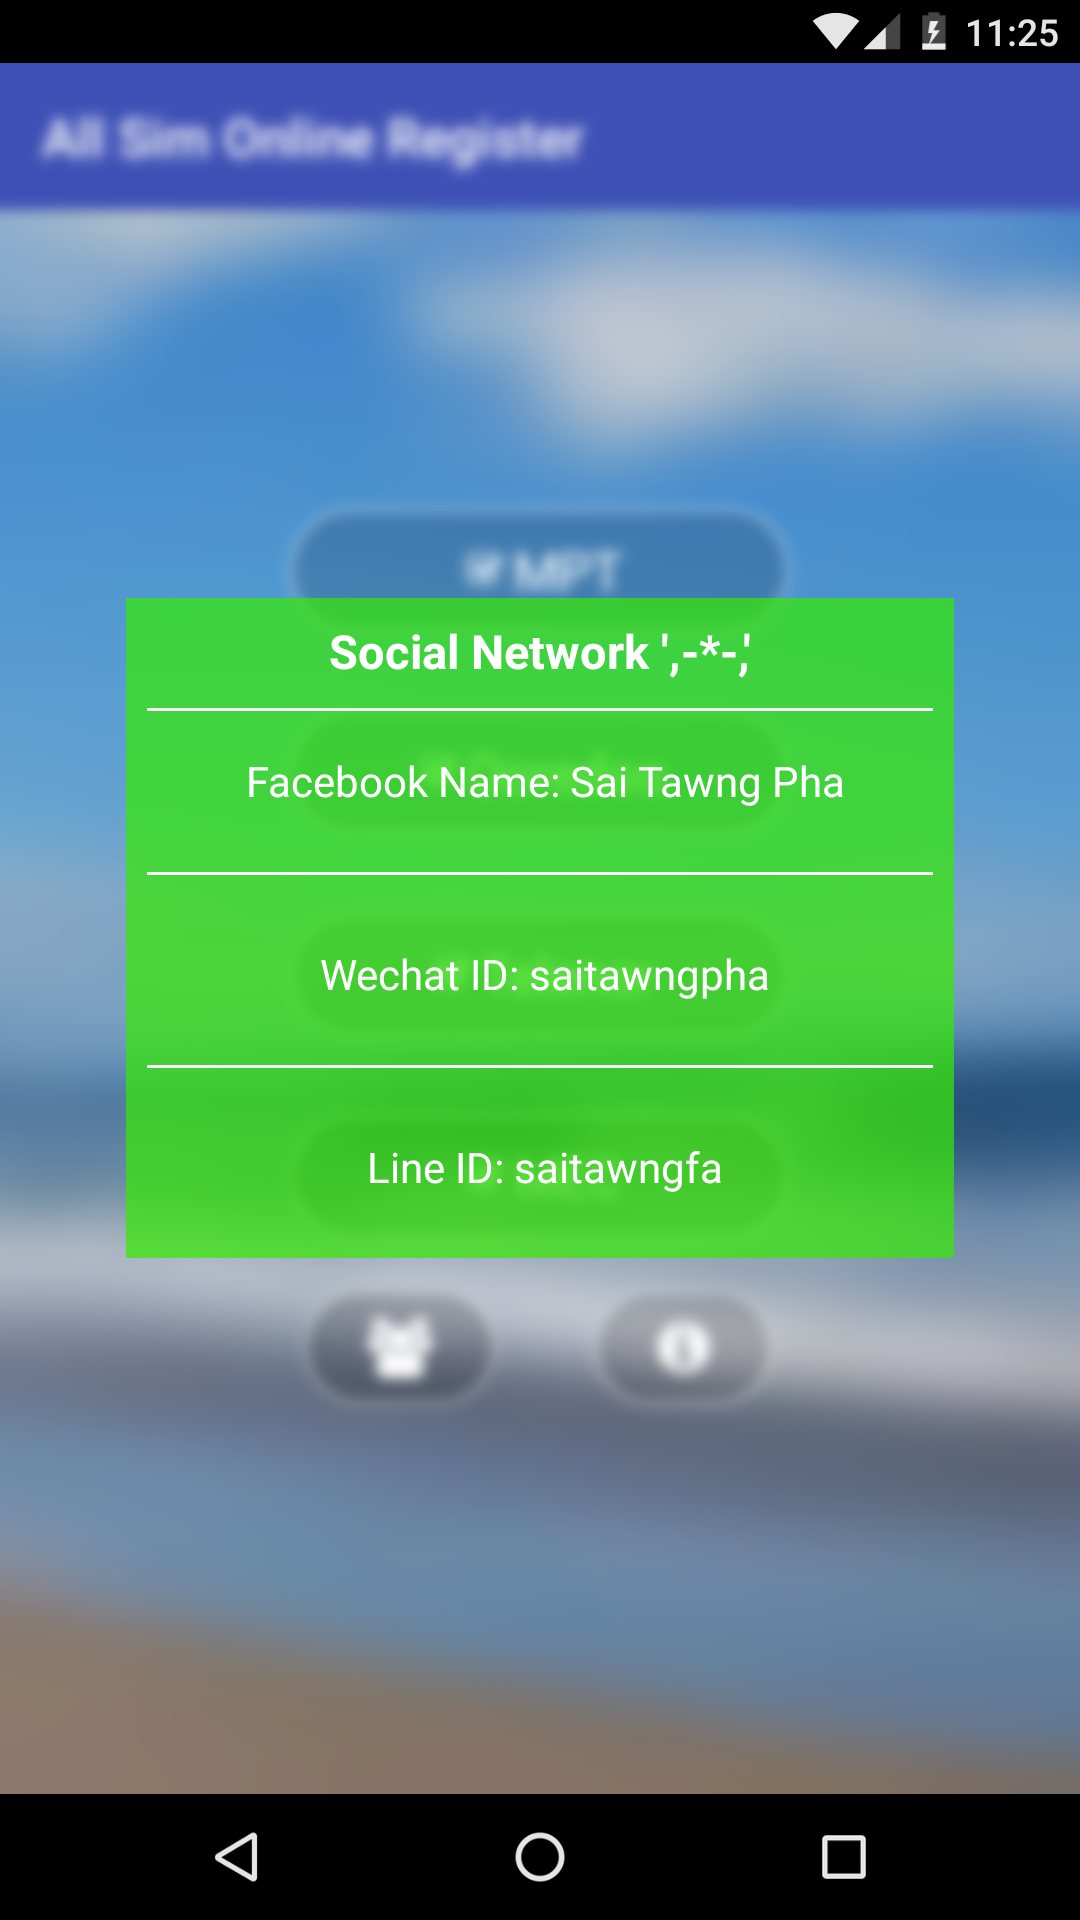 11:25
All Sim Online Register
MPT
Social Network ',-*-,'
Facebook Name: Sai Tawng Pha
Wechat ID: saitawngpha
Line ID: saitawngfa